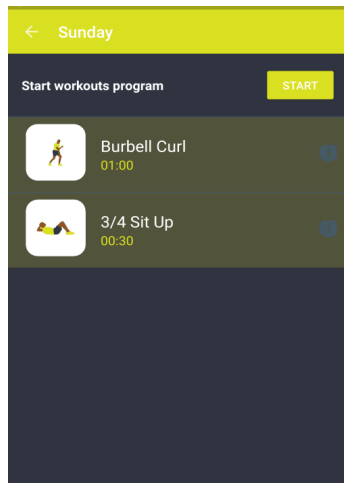 Sunday
Start workouts program
START
Burbell Curl
01:00
3/4 Sit Up
00:30